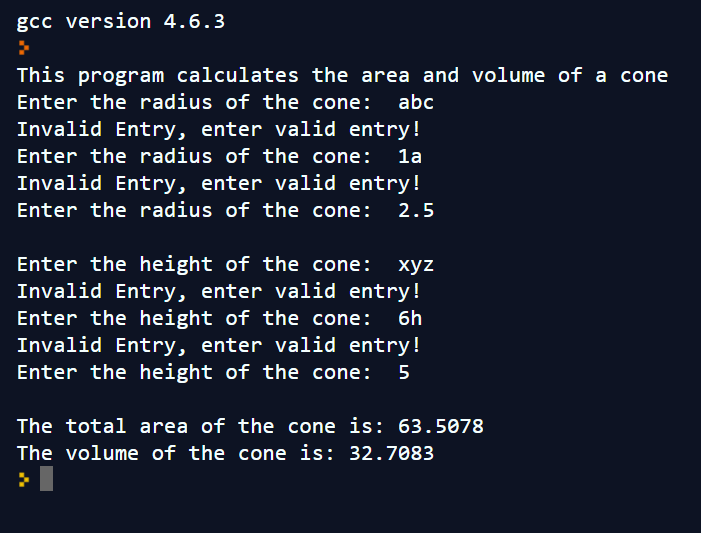 gcc version 4.6.3
>
This program calculates the area and volume of a cone
Enter the radius of the cone:  abc
Invalid Entry, enter valid entry!
Enter the radius of the cone:  1a
Invalid Entry, enter valid entry!
Enter the radius of the cone:  2.5
Enter the height of the cone:  xyz
Invalid Entry, enter valid entry!
Enter the height of the cone:  6h
Invalid Entry, enter valid entry!
Enter the height of the cone:  5
The total area of the cone is: 63.5078
The volume of the cone is: 32.7083
>